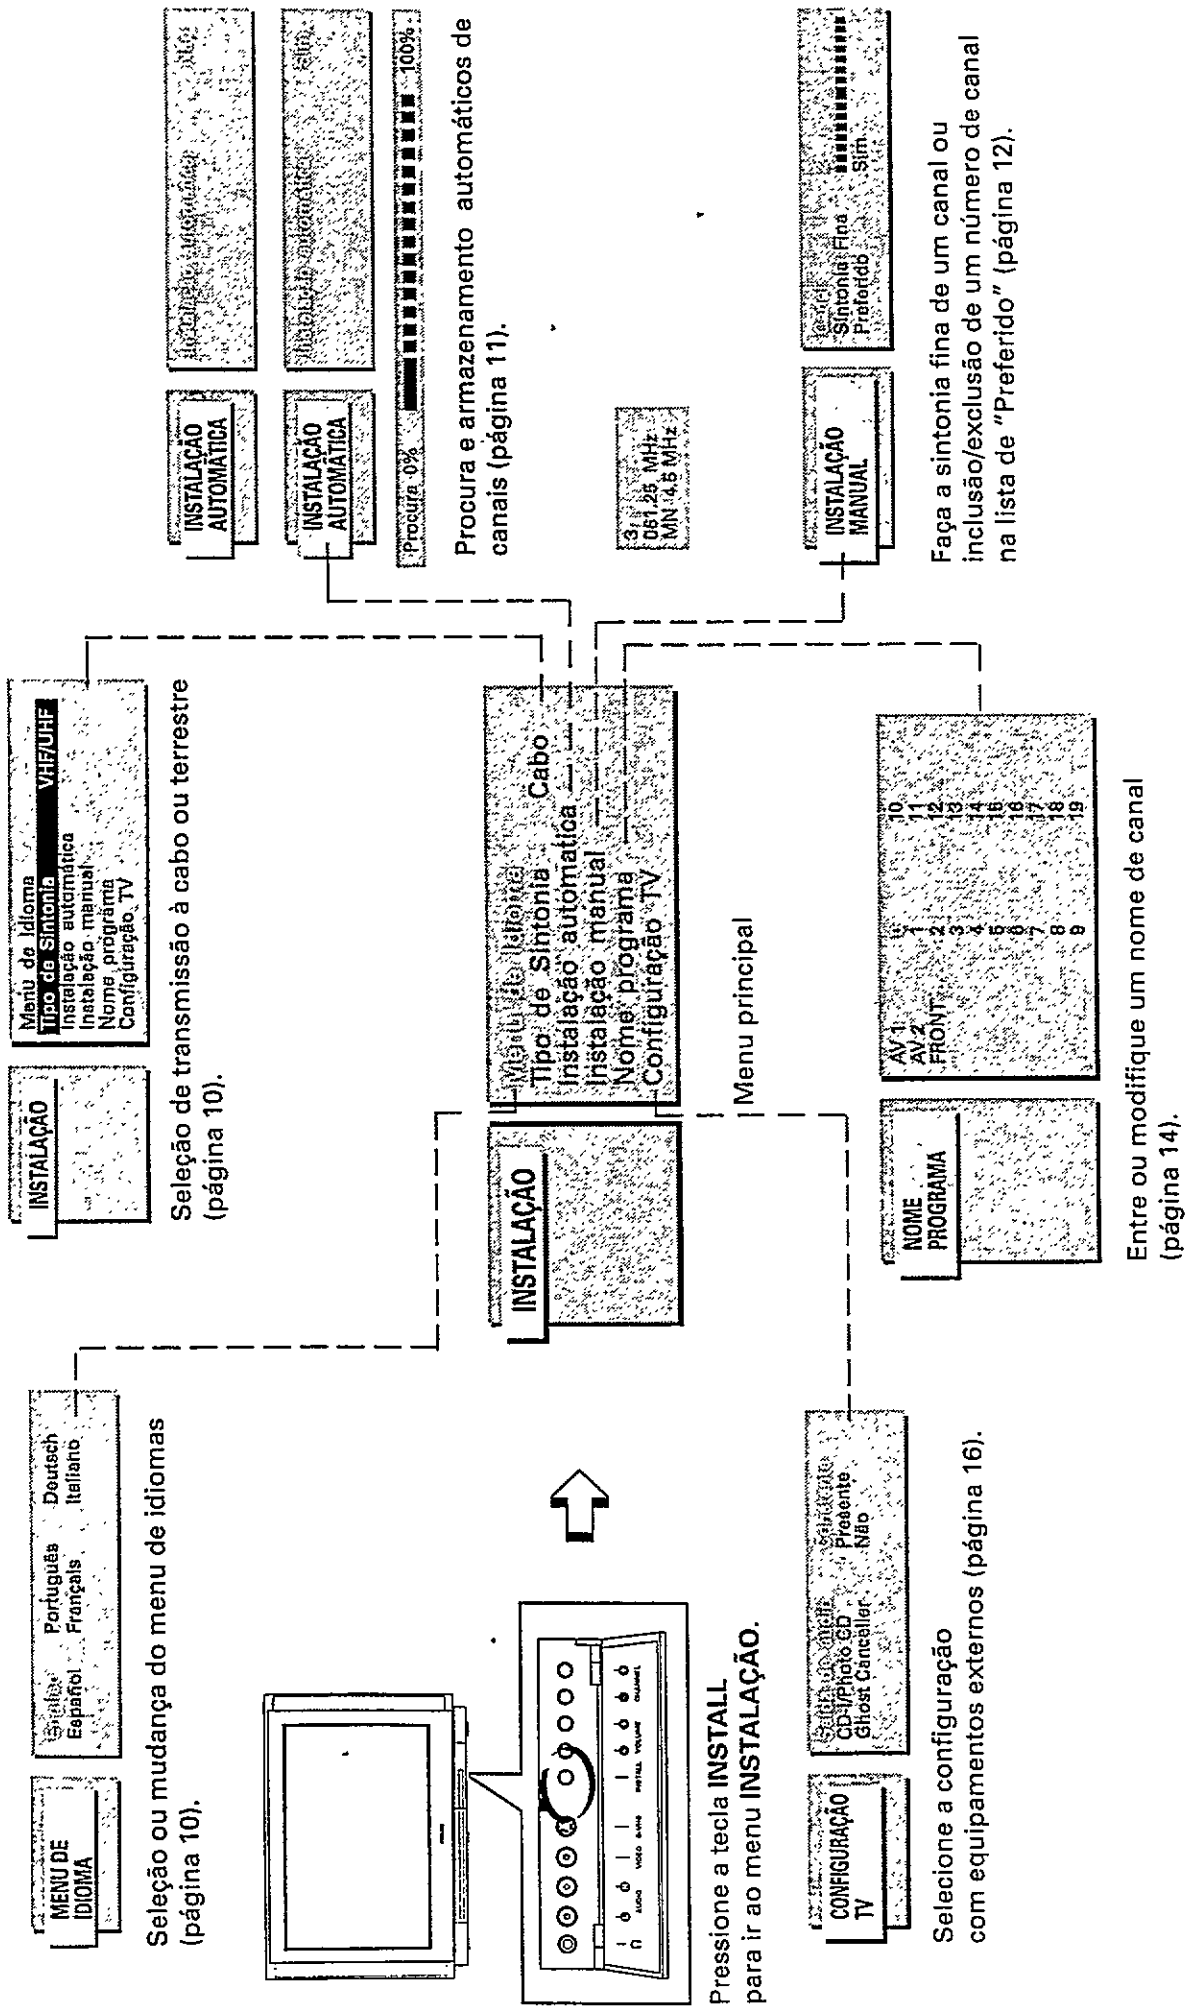 MENU DE
IDIOMA
Português Deutsch
Español Français Italiano
Seleção ou mudança do menu de idiomas
(página 10).
INSTALAÇÃO
Menu de Idioma
Tipo de Sintonia VHF/UHF
Instalação automática
Instalação manual
Nome programa
Configuração TV
Seleção de transmissão à cabo ou terrestre
(página 10).
INSTALAÇÃO
AUTOMÁTICA
INSTALAÇÃO
AUTOMÁTICA
Procura 0% 100%
Procura e armazenamento automáticos de
canais (página 11).
AUDIO VIDEO INSTALL VOLUME CHANNEL
Pressione a tecla INSTALL
para ir ao menu INSTALAÇÃO.
INSTALAÇÃO
Menu de Idioma
Tipo de Sintonia Cabo
Instalação automatica
Instalação manual
Nome programa
Configuração TV
Menu principal
3
061.25 MHz
MN 4.5 MHz
INSTALAÇÃO
MANUAL
Sintonia Fina
Preferido Sim
Faça a sintonia fina de um canal ou
inclusão/exclusão de um número de canal
na lista de "Preferido" (página 12).
CONFIGURAÇÃO
TV
CD-I/Photo CD Presente
Ghost Canceller Não
Selecione a configuração
com equipamentos externos (página 16).
NOME
PROGRAMA
AV 1 10
AV 2 1 11
FRONT 2 12
3 13
4 14
5 15
6 16
7 17
8 18
9 19
Entre ou modifique um nome de canal
(página 14).